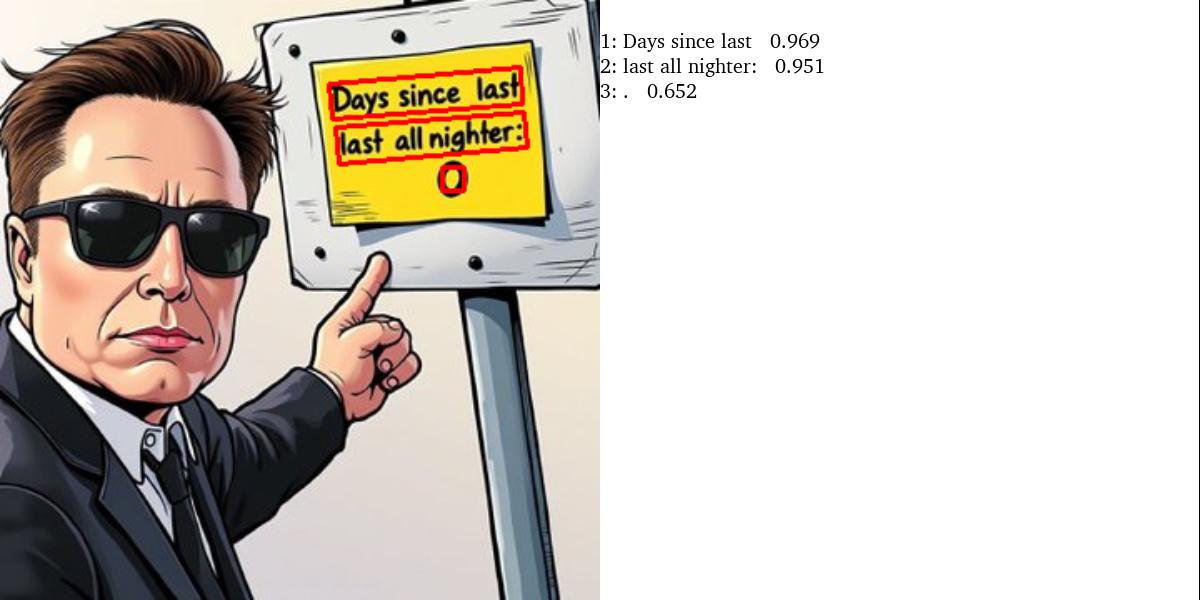 Days since last
last all nighter:
0
1: Days since last 0.969
2: last all nighter: 0.951
3: . 0.652